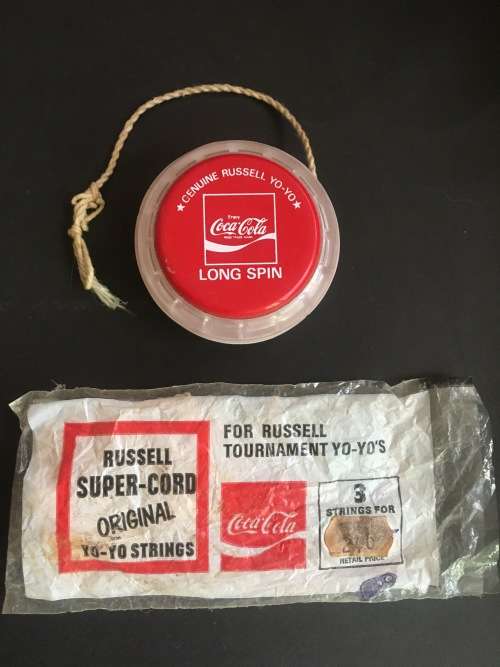 ★GENUINE RUSSELL YO-YO★
From
Coca-Cola
LONG SPIN
RUSSELL
SUPER-CORD
ORIGINAL
YO-YO STRINGS
FOR RUSSELL
TOURNAMENT YO-YO'S
Coca-Cola
3
STRINGS FOR
RETAIL PRICE